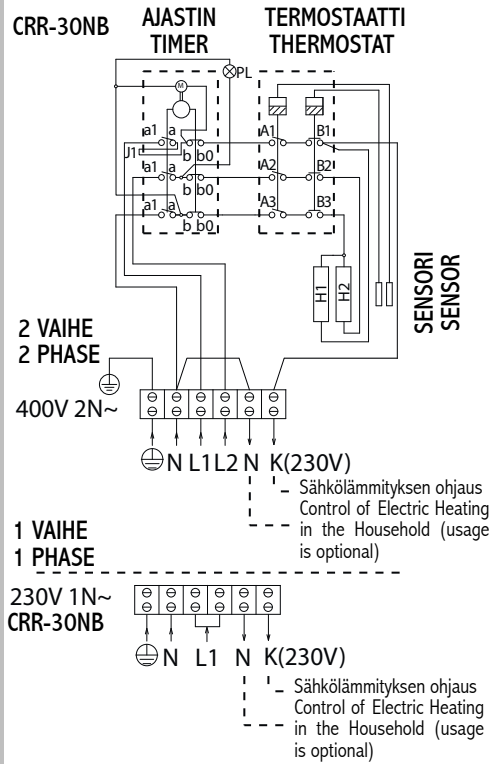 CRR-30NB
AJASTIN
TIMER
TERMOSTAATTI
THERMOSTAT
PL
M
a1 a
J1
b b0
a1 a
b b0
a1 a
b b0
A1
B1
A2
B2
A3
B3
H1
H2
SENSORI
SENSOR
2 VAIHE
2 PHASE
400V 2N~
N L1 L2 N K(230V)
Sähkölämmityksen ohjaus
Control of Electric Heating
in the Household (usage
is optional)
1 VAIHE
1 PHASE
230V 1N~
CRR-30NB
N L1 N K(230V)
Sähkölämmityksen ohjaus
Control of Electric Heating
in the Household (usage
is optional)